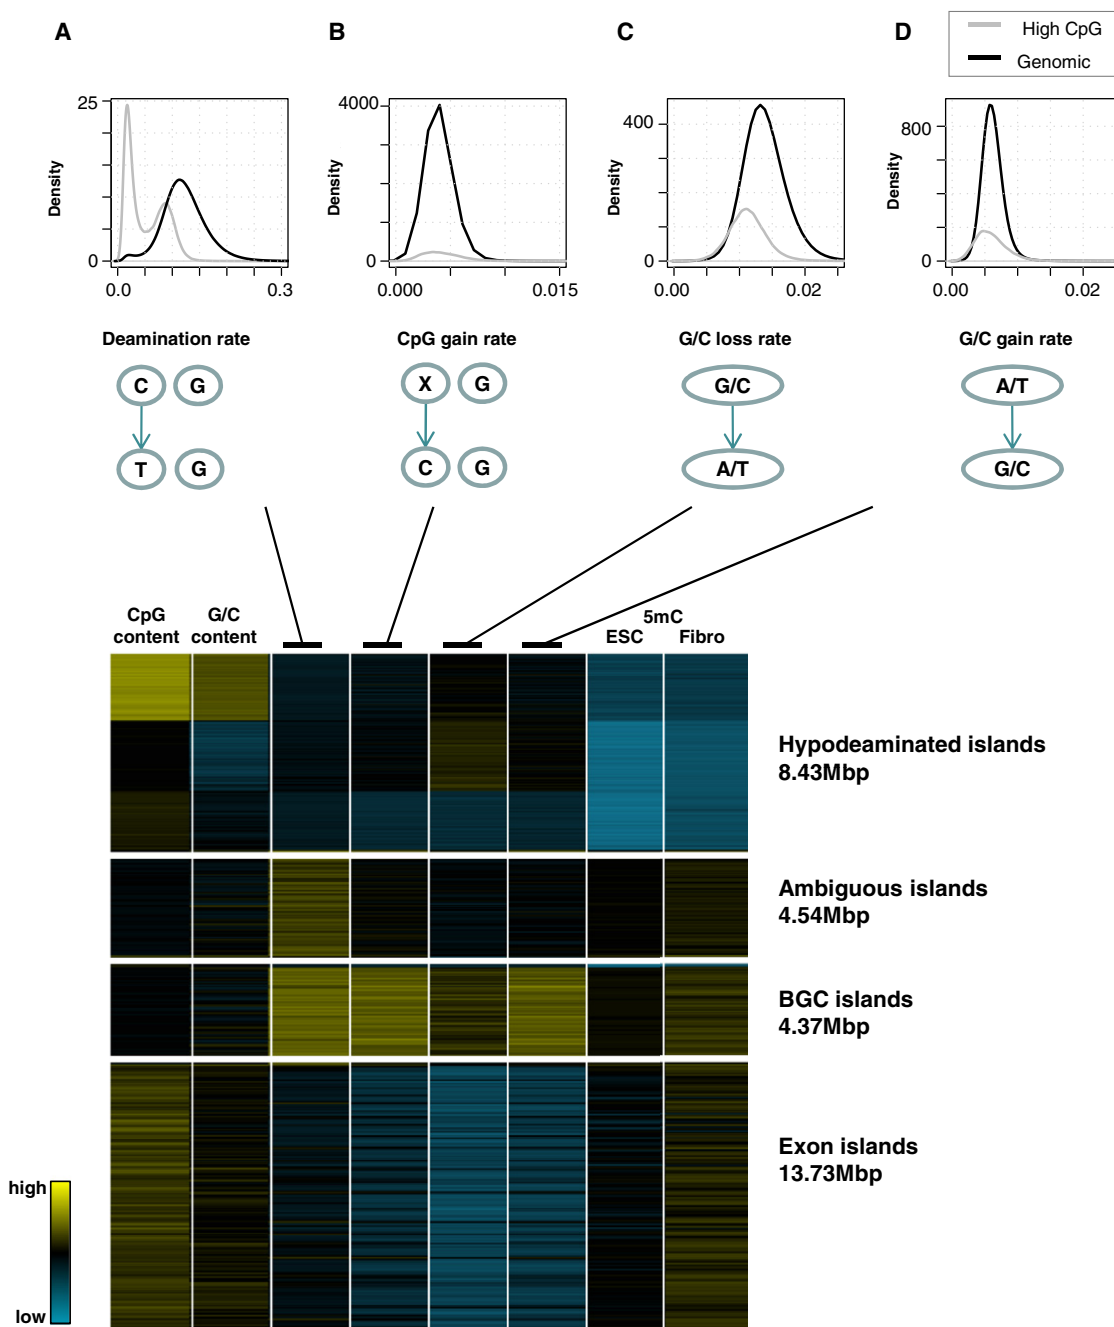 A
B
C
D
High CpG
Genomic
25
0
Density
0.0
0.3
4000
0
Density
0.000
0.015
400
0
Density
0.00
0.02
800
0
Density
0.00
0.02
Deamination rate
CpG gain rate
G/C loss rate
G/C gain rate
C G
X G
G/C
A/T
T G
C G
A/T
G/C
CpG content
G/C content
5mC
ESC
Fibro
Hypodeaminated islands
8.43Mbp
Ambiguous islands
4.54Mbp
BGC islands
4.37Mbp
Exon islands
13.73Mbp
high
low